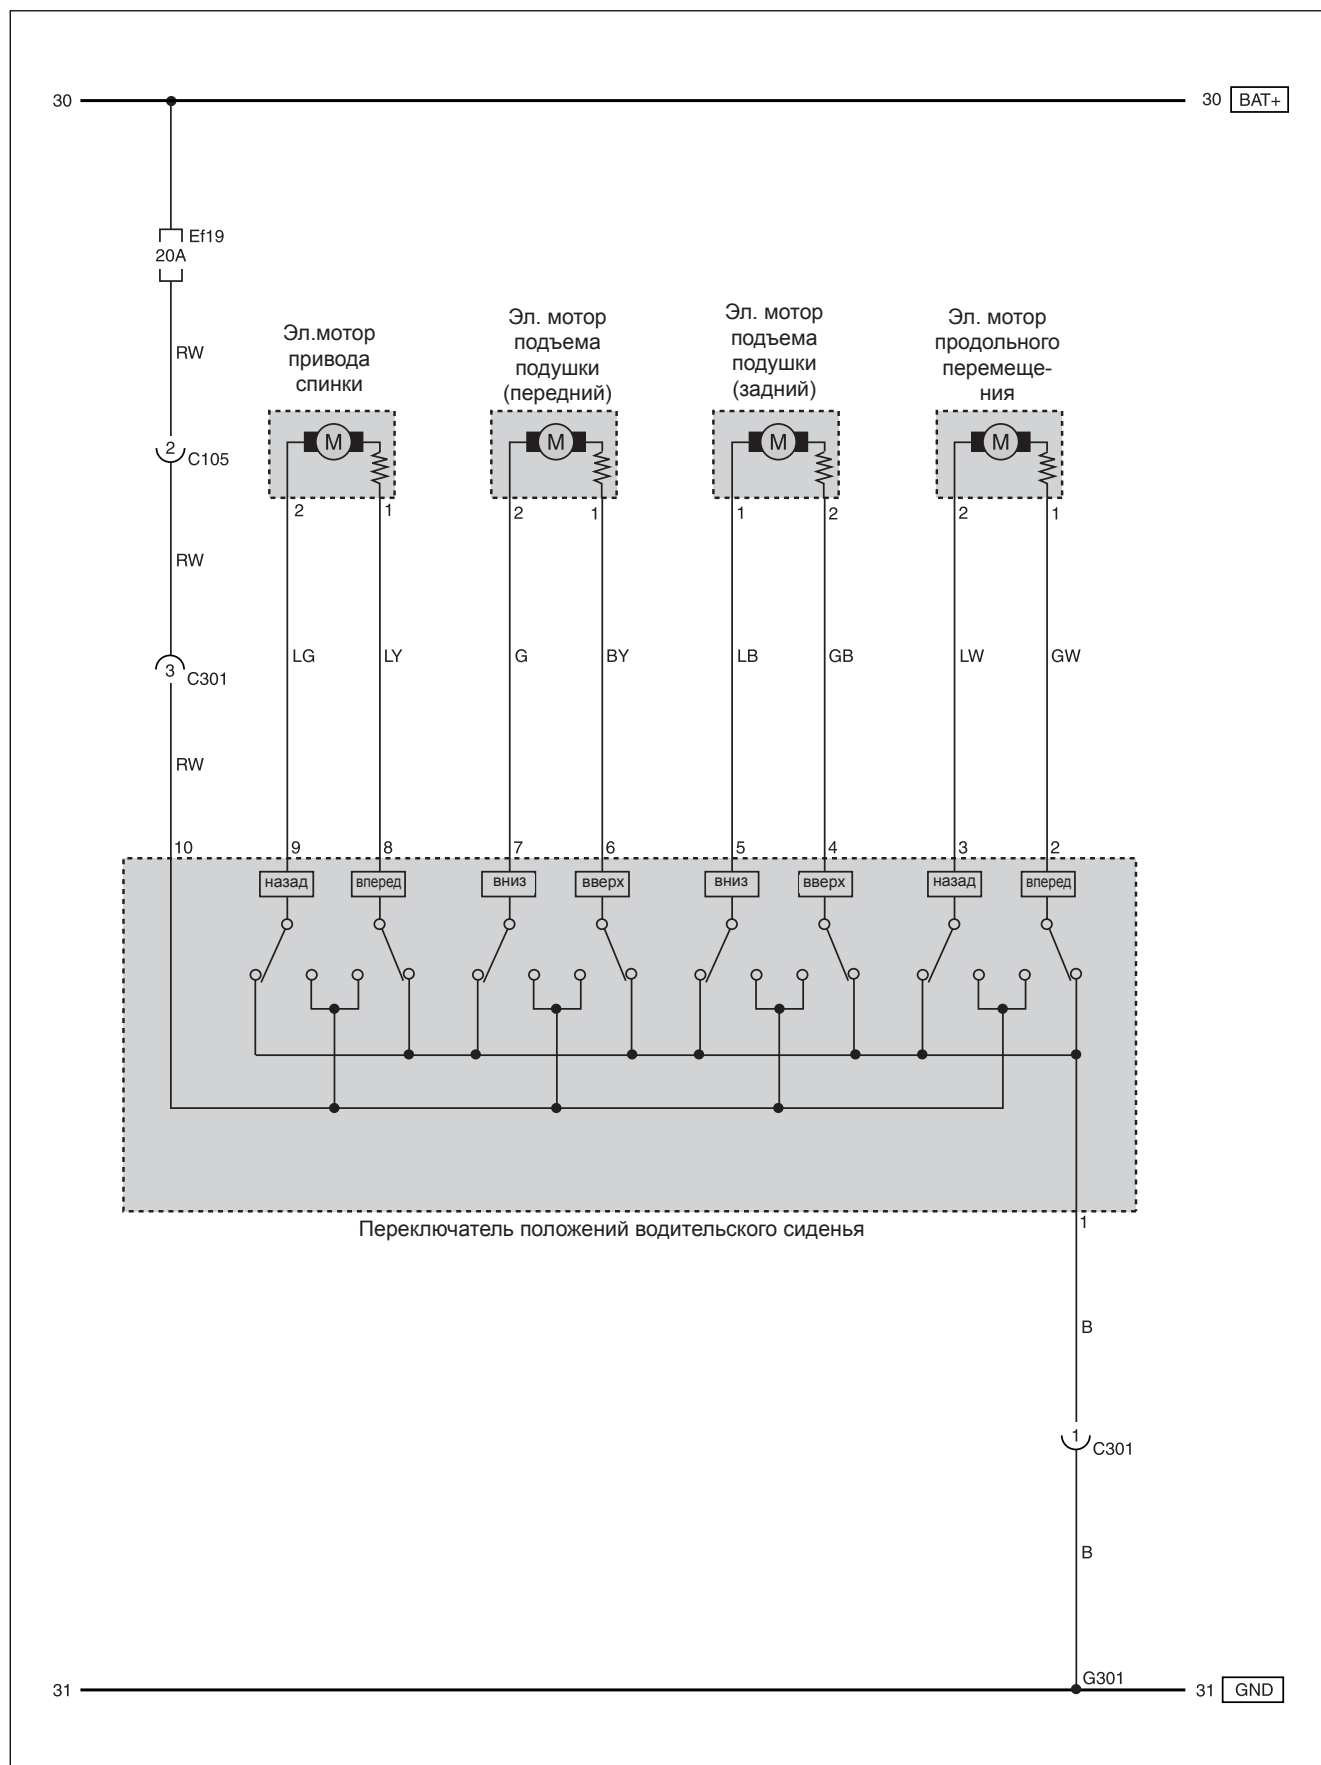 30
30 BAT+
Ef19
20A
RW
Эл.мотор
привода
спинки
Эл. мотор
подъема
подушки
(передний)
Эл. мотор
подъема
подушки
(задний)
Эл. мотор
продольного
перемеще-
ния
M M M M
2 C105
2 1 2 1 1 2 2 1
RW
LG LY G BY LB GB LW GW
3 C301
RW
10 9 8 7 6 5 4 3 2
назад вперед вниз вверх вниз вверх назад вперед
Переключатель положений водительского сиденья
1
B
1 C301
B
G301
31
31 GND